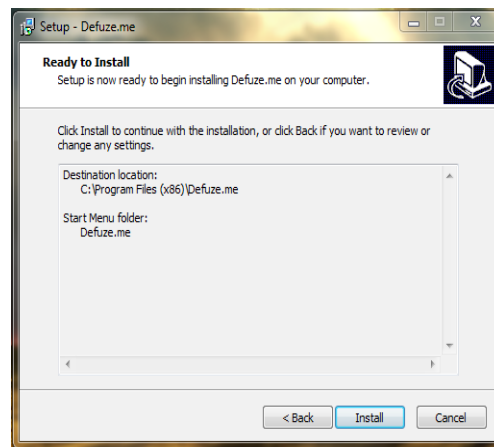 Setup - Defuze.me
Ready to Install
Setup is now ready to begin installing Defuze.me on your computer.
Click Install to continue with the installation, or click Back if you want to review or
change any settings.
Destination location:
C:\Program Files (x86)\Defuze.me
Start Menu folder:
Defuze.me
< Back
Install
Cancel